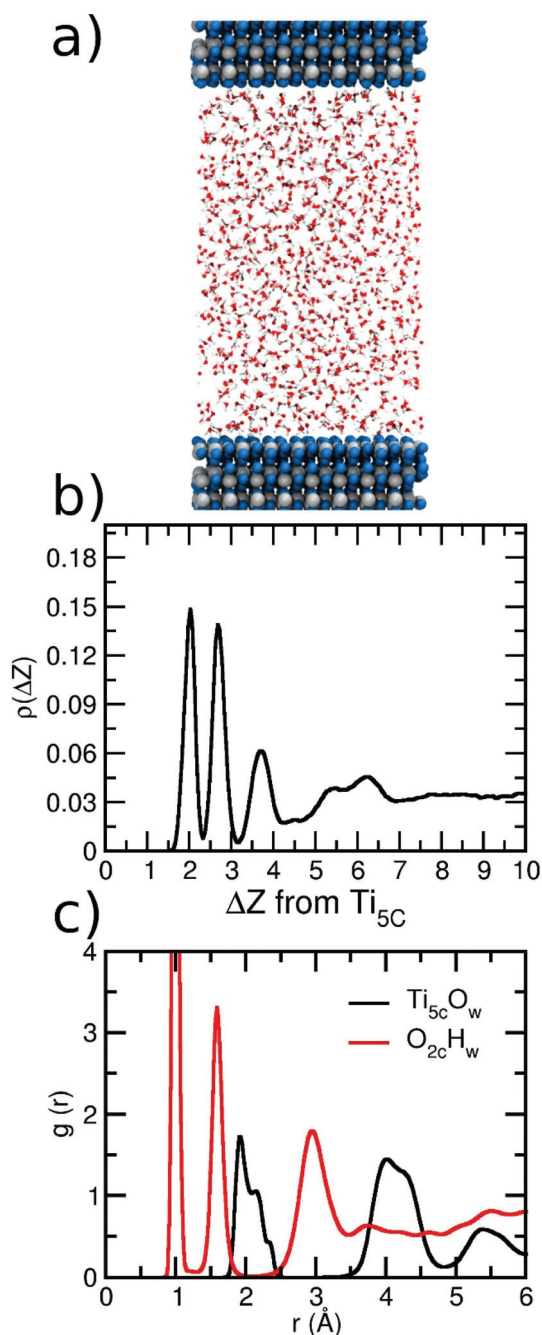 a)
b)
0.18
0.15
0.12
0.09
0.06
0.03
0
ρ(ΔZ)
0 1 2 3 4 5 6 7 8 9 10
ΔZ from Ti5C
c)
4
3
2
1
0
g (r)
Ti5cOw
O2cHw
0 1 2 3 4 5 6
r (Å)